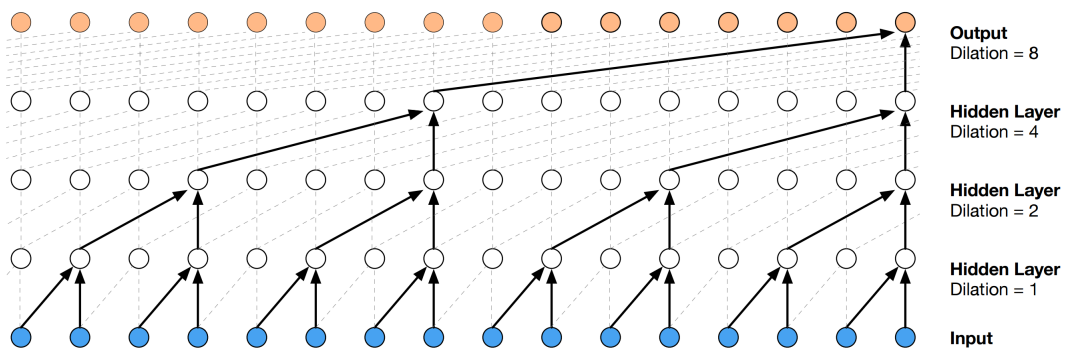 Output
Dilation = 8
Hidden Layer
Dilation = 4
Hidden Layer
Dilation = 2
Hidden Layer
Dilation = 1
Input